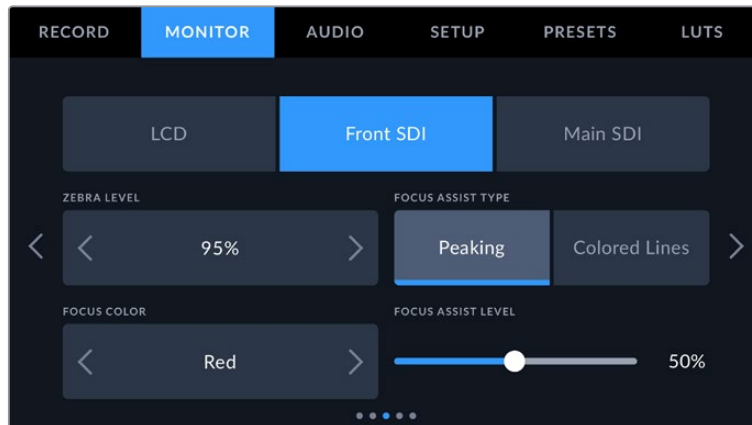 RECORD MONITOR AUDIO SETUP PRESETS LUTS
LCD Front SDI Main SDI
ZEBRA LEVEL FOCUS ASSIST TYPE
95% Peaking Colored Lines
FOCUS COLOR FOCUS ASSIST LEVEL
Red 50%